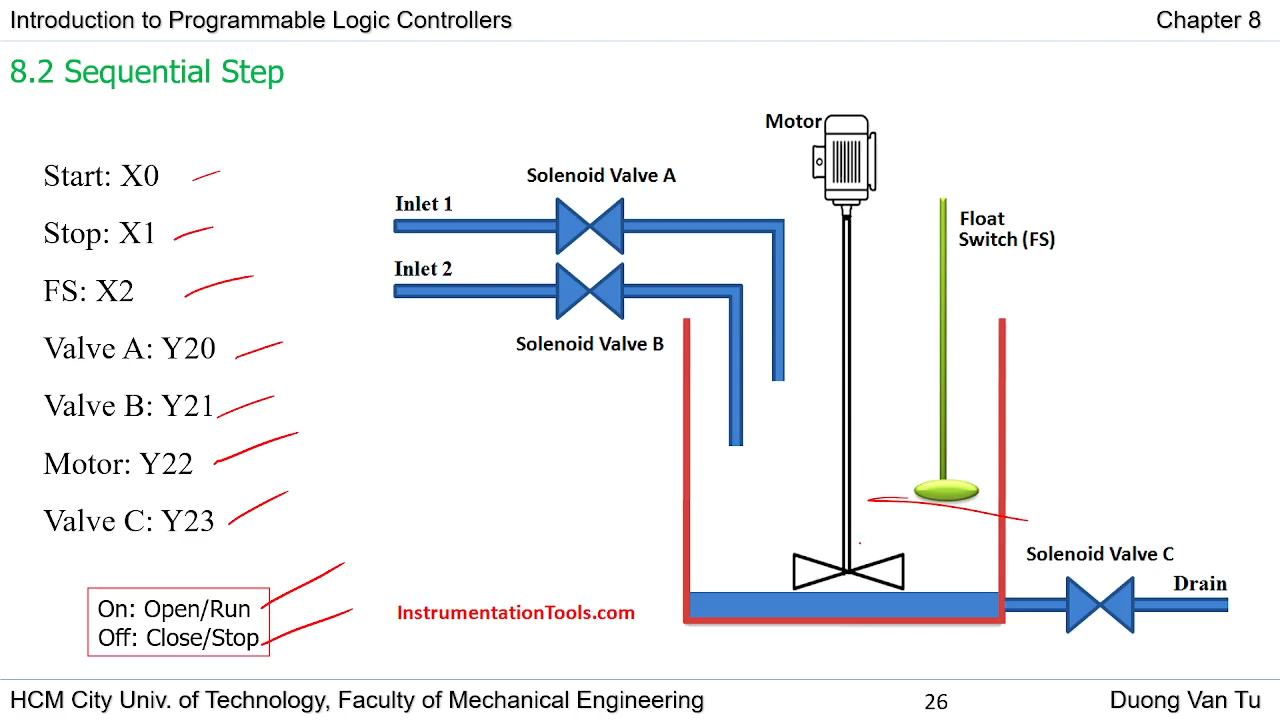 Introduction to Programmable Logic Controllers
Chapter 8
8.2 Sequential Step
Start: X0
Stop: X1
FS: X2
Valve A: Y20
Valve B: Y21
Motor: Y22
Valve C: Y23
On: Open/Run
Off: Close/Stop
Motor
Solenoid Valve A
Inlet 1
Float
Switch (FS)
Inlet 2
Solenoid Valve B
Solenoid Valve C
Drain
InstrumentationTools.com
HCM City Univ. of Technology, Faculty of Mechanical Engineering
26
Duong Van Tu